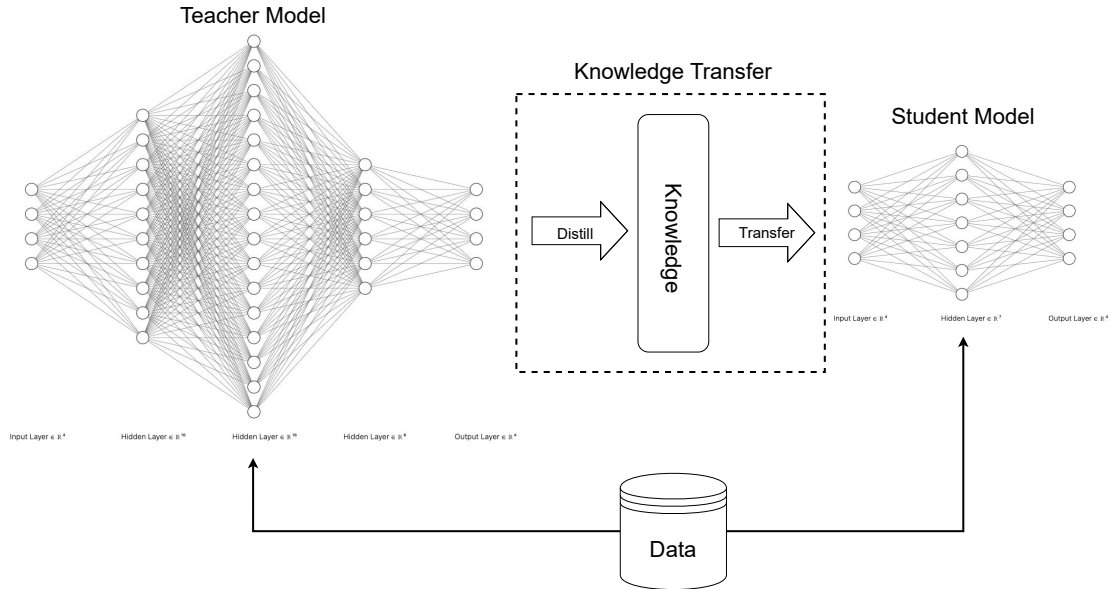 Teacher Model
Knowledge Transfer
Student Model
Distill
Knowledge
Transfer
Input Layer ∈ ℝ⁴
Hidden Layer ∈ ℝ⁷
Output Layer ∈ ℝ⁴
Input Layer ∈ ℝ⁴
Hidden Layer ∈ ℝ¹⁰
Hidden Layer ∈ ℝ¹⁶
Hidden Layer ∈ ℝ⁶
Output Layer ∈ ℝ⁴
Data